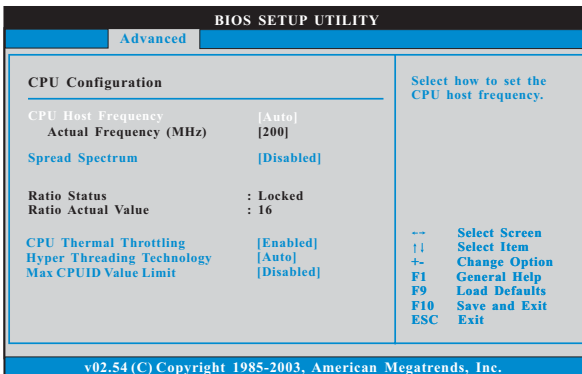 BIOS SETUP UTILITY
Advanced
CPU Configuration
CPU Host Frequency [Auto]
Actual Frequency (MHz) [200]
Spread Spectrum [Disabled]
Ratio Status : Locked
Ratio Actual Value : 16
CPU Thermal Throttling [Enabled]
Hyper Threading Technology [Auto]
Max CPUID Value Limit [Disabled]
Select how to set the
CPU host frequency.
←→ Select Screen
↑↓ Select Item
+- Change Option
F1 General Help
F9 Load Defaults
F10 Save and Exit
ESC Exit
v02.54 (C) Copyright 1985-2003, American Megatrends, Inc.